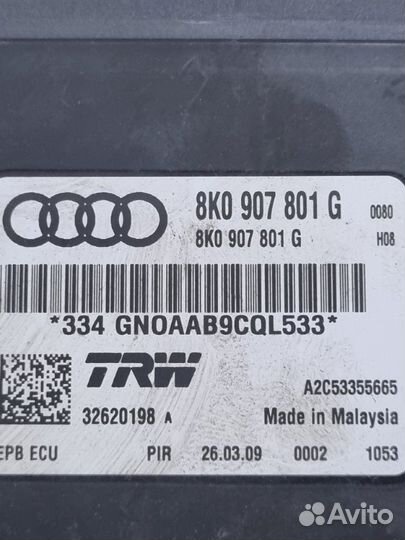 8K0 907 801 G 0080
8K0 907 801 G H08
*334 GN0AAB9CQL533*
TRW
A2C53355665
32620198 A Made in Malaysia
EPB ECU PIR 26.03.09 0002 1053
Avito